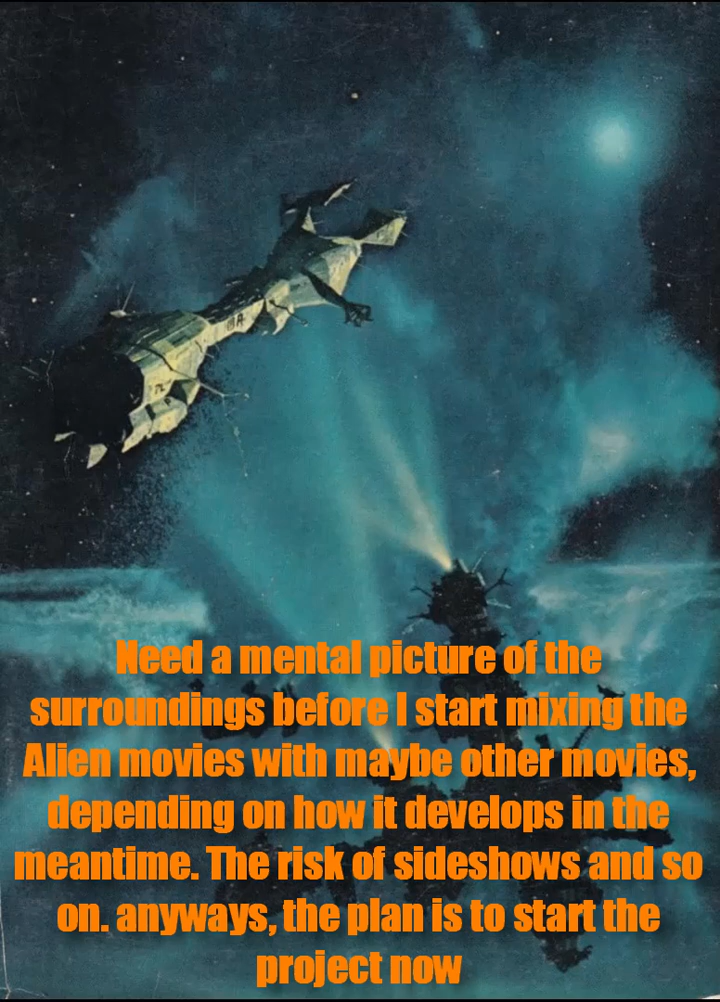 Need a mental picture of the
surroundings before I start mixing the
Alien movies with maybe other movies,
depending on how it develops in the
meantime. The risk of sideshows and so
on. anyways, the plan is to start the
project now